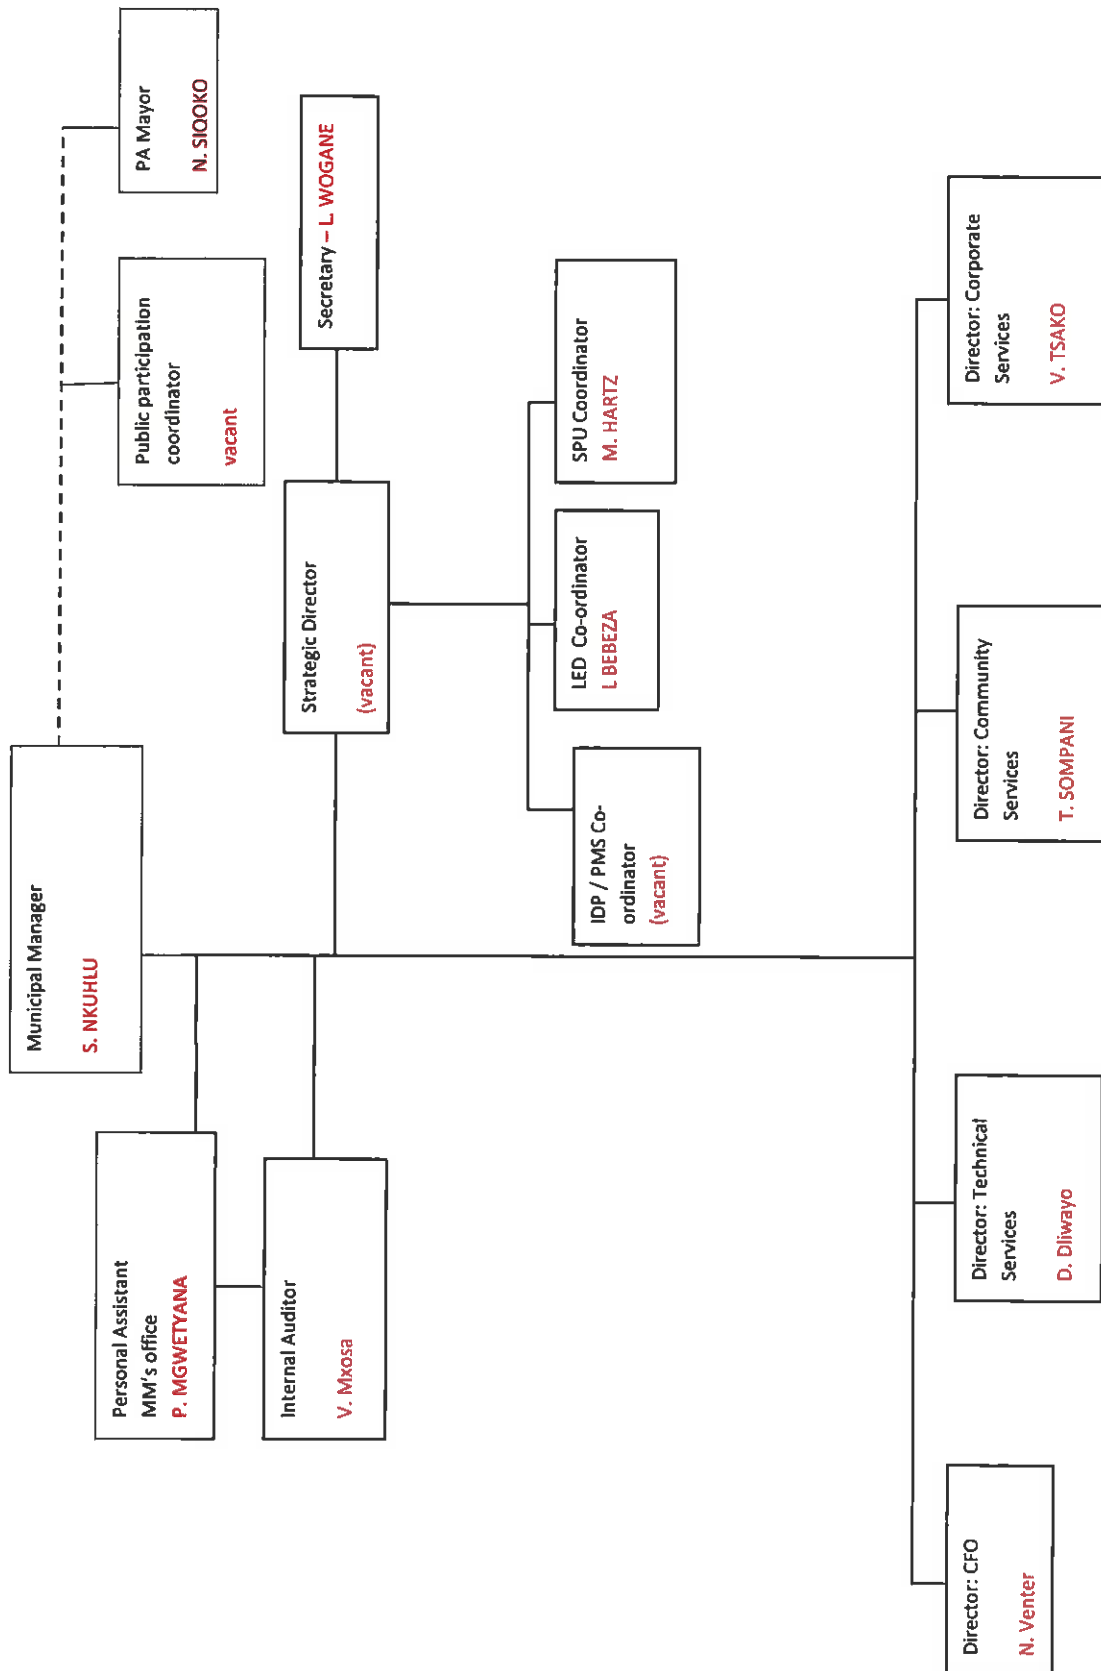 Municipal Manager
S. NKUHLU
PA Mayor
N. SIQOKO
Public participation
coordinator
vacant
Personal Assistant
MM's office
P. MGWETYANA
Internal Auditor
V. Mxosa
Strategic Director
(vacant)
Secretary – L. WOGANE
IDP / PMS Co-
ordinator
(vacant)
LED Co-ordinator
L BEBEZA
SPU Coordinator
M. HARTZ
Director: CFO
N. Venter
Director: Technical
Services
D. Dliwayo
Director: Community
Services
T. SOMPANI
Director: Corporate
Services
V. TSAKO